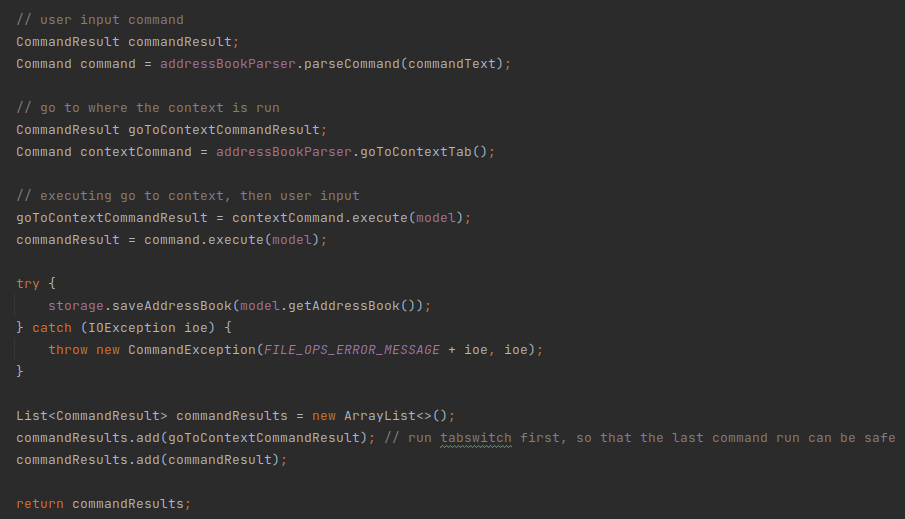 // user input command
CommandResult commandResult;
Command command = addressBookParser.parseCommand(commandText);
// go to where the context is run
CommandResult goToContextCommandResult;
Command contextCommand = addressBookParser.goToContextTab();
// executing go to context, then user input
goToContextCommandResult = contextCommand.execute(model);
commandResult = command.execute(model);
try {
    storage.saveAddressBook(model.getAddressBook());
} catch (IOException ioe) {
    throw new CommandException(FILE_OPS_ERROR_MESSAGE + ioe, ioe);
}
List<CommandResult> commandResults = new ArrayList<>();
commandResults.add(goToContextCommandResult); // run tabswitch first, so that the last command run can be safe
commandResults.add(commandResult);
return commandResults;